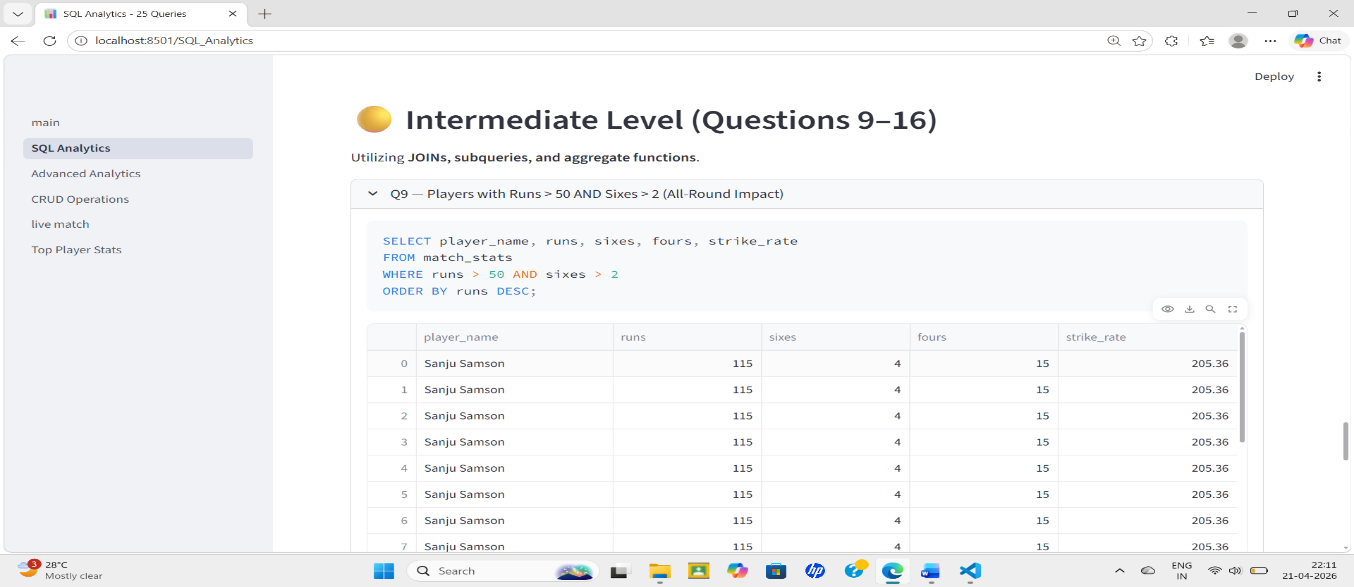 SQL Analytics - 25 Queries
localhost:8501/SQL_Analytics
Chat
Deploy
main
SQL Analytics
Advanced Analytics
CRUD Operations
live match
Top Player Stats
Intermediate Level (Questions 9–16)
Utilizing JOINs, subqueries, and aggregate functions.
Q9 — Players with Runs > 50 AND Sixes > 2 (All-Round Impact)
SELECT player_name, runs, sixes, fours, strike_rate
FROM match_stats
WHERE runs > 50 AND sixes > 2
ORDER BY runs DESC;
player_name runs sixes fours strike_rate
0 Sanju Samson 115 4 15 205.36
1 Sanju Samson 115 4 15 205.36
2 Sanju Samson 115 4 15 205.36
3 Sanju Samson 115 4 15 205.36
4 Sanju Samson 115 4 15 205.36
5 Sanju Samson 115 4 15 205.36
6 Sanju Samson 115 4 15 205.36
7 Sanju Samson 115 4 15 205.36
3 28°C
Mostly clear
Search
hp
ENG
IN
22:11
21-04-2026